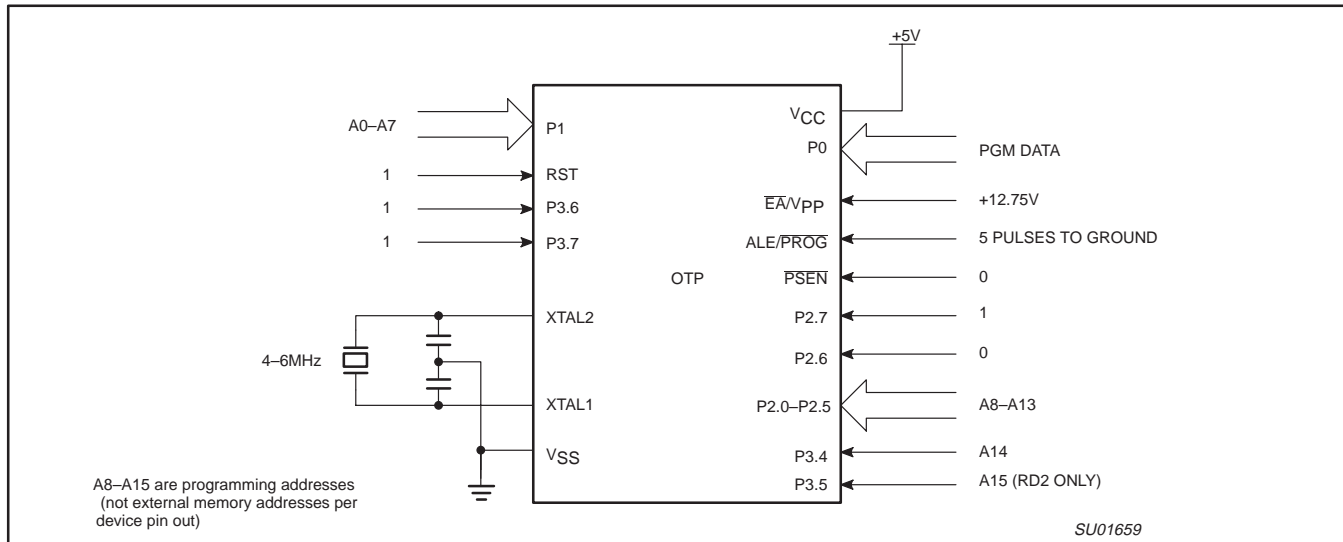 +5V
A0–A7
P1
VCC
P0
PGM DATA
1
RST
1
P3.6
EA/VPP
+12.75V
1
P3.7
ALE/PROG
5 PULSES TO GROUND
OTP
PSEN
0
XTAL2
P2.7
1
4–6MHz
P2.6
0
XTAL1
P2.0–P2.5
A8–A13
VSS
P3.4
A14
P3.5
A15 (RD2 ONLY)
A8–A15 are programming addresses
(not external memory addresses per
device pin out)
SU01659